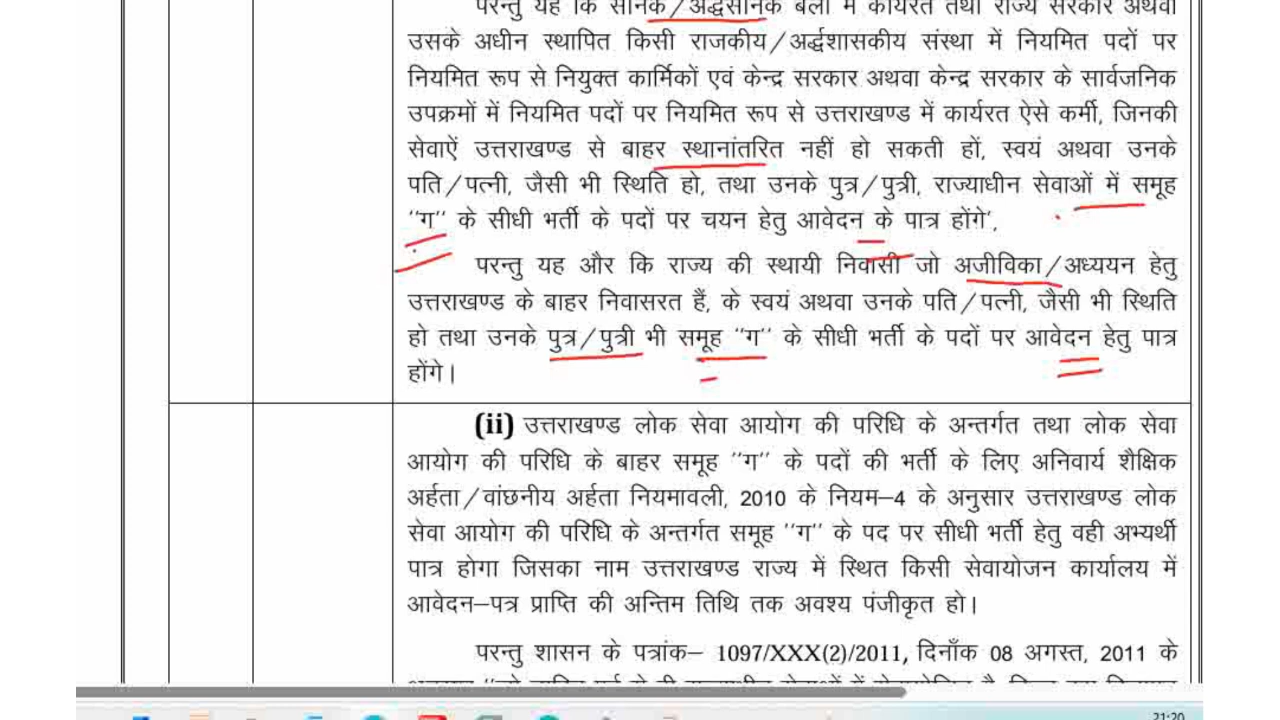 परन्तु यह कि सैनिक/अर्द्धसैनिक बलों में कार्यरत तथा राज्य सरकार अथवा
उसके अधीन स्थापित किसी राजकीय/अर्द्धशासकीय संस्था में नियमित पदों पर
नियमित रूप से नियुक्त कार्मिकों एवं केन्द्र सरकार अथवा केन्द्र सरकार के सार्वजनिक
उपक्रमों में नियमित पदों पर नियमित रूप से उत्तराखण्ड में कार्यरत ऐसे कर्मी, जिनकी
सेवाऐं उत्तराखण्ड से बाहर स्थानांतरित नहीं हो सकती हों, स्वयं अथवा उनके
पति/पत्नी, जैसी भी स्थिति हो, तथा उनके पुत्र/पुत्री, राज्याधीन सेवाओं में समूह
"ग" के सीधी भर्ती के पदों पर चयन हेतु आवेदन के पात्र होंगे',
परन्तु यह और कि राज्य की स्थायी निवासी जो अजीविका/अध्ययन हेतु
उत्तराखण्ड के बाहर निवासरत हैं, के स्वयं अथवा उनके पति/पत्नी, जैसी भी स्थिति
हो तथा उनके पुत्र/पुत्री भी समूह "ग" के सीधी भर्ती के पदों पर आवेदन हेतु पात्र
होंगे।
(ii) उत्तराखण्ड लोक सेवा आयोग की परिधि के अन्तर्गत तथा लोक सेवा
आयोग की परिधि के बाहर समूह "ग" के पदों की भर्ती के लिए अनिवार्य शैक्षिक
अर्हता/वांछनीय अर्हता नियमावली, 2010 के नियम–4 के अनुसार उत्तराखण्ड लोक
सेवा आयोग की परिधि के अन्तर्गत समूह "ग" के पद पर सीधी भर्ती हेतु वही अभ्यर्थी
पात्र होगा जिसका नाम उत्तराखण्ड राज्य में स्थित किसी सेवायोजन कार्यालय में
आवेदन–पत्र प्राप्ति की अन्तिम तिथि तक अवश्य पंजीकृत हो।
परन्तु शासन के पत्रांक– 1097/XXX(2)/2011, दिनाँक 08 अगस्त, 2011 के
21:20